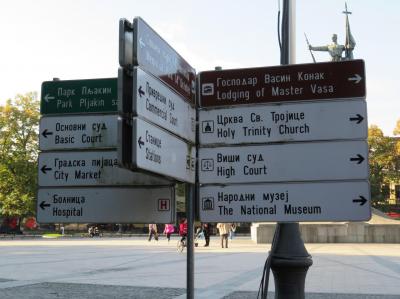 Парк Пљакин
Park Pljakin
Основни суд
Basic Court
Градска пијаца
City Market
Болница
Hospital
H
Привредни суд
Commercial Court
Станице
Stations
Господар Васин Конак
Lodging of Master Vasa
Црква Св. Тројице
Holy Trinity Church
Виши суд
High Court
Народни музеј
The National Museum